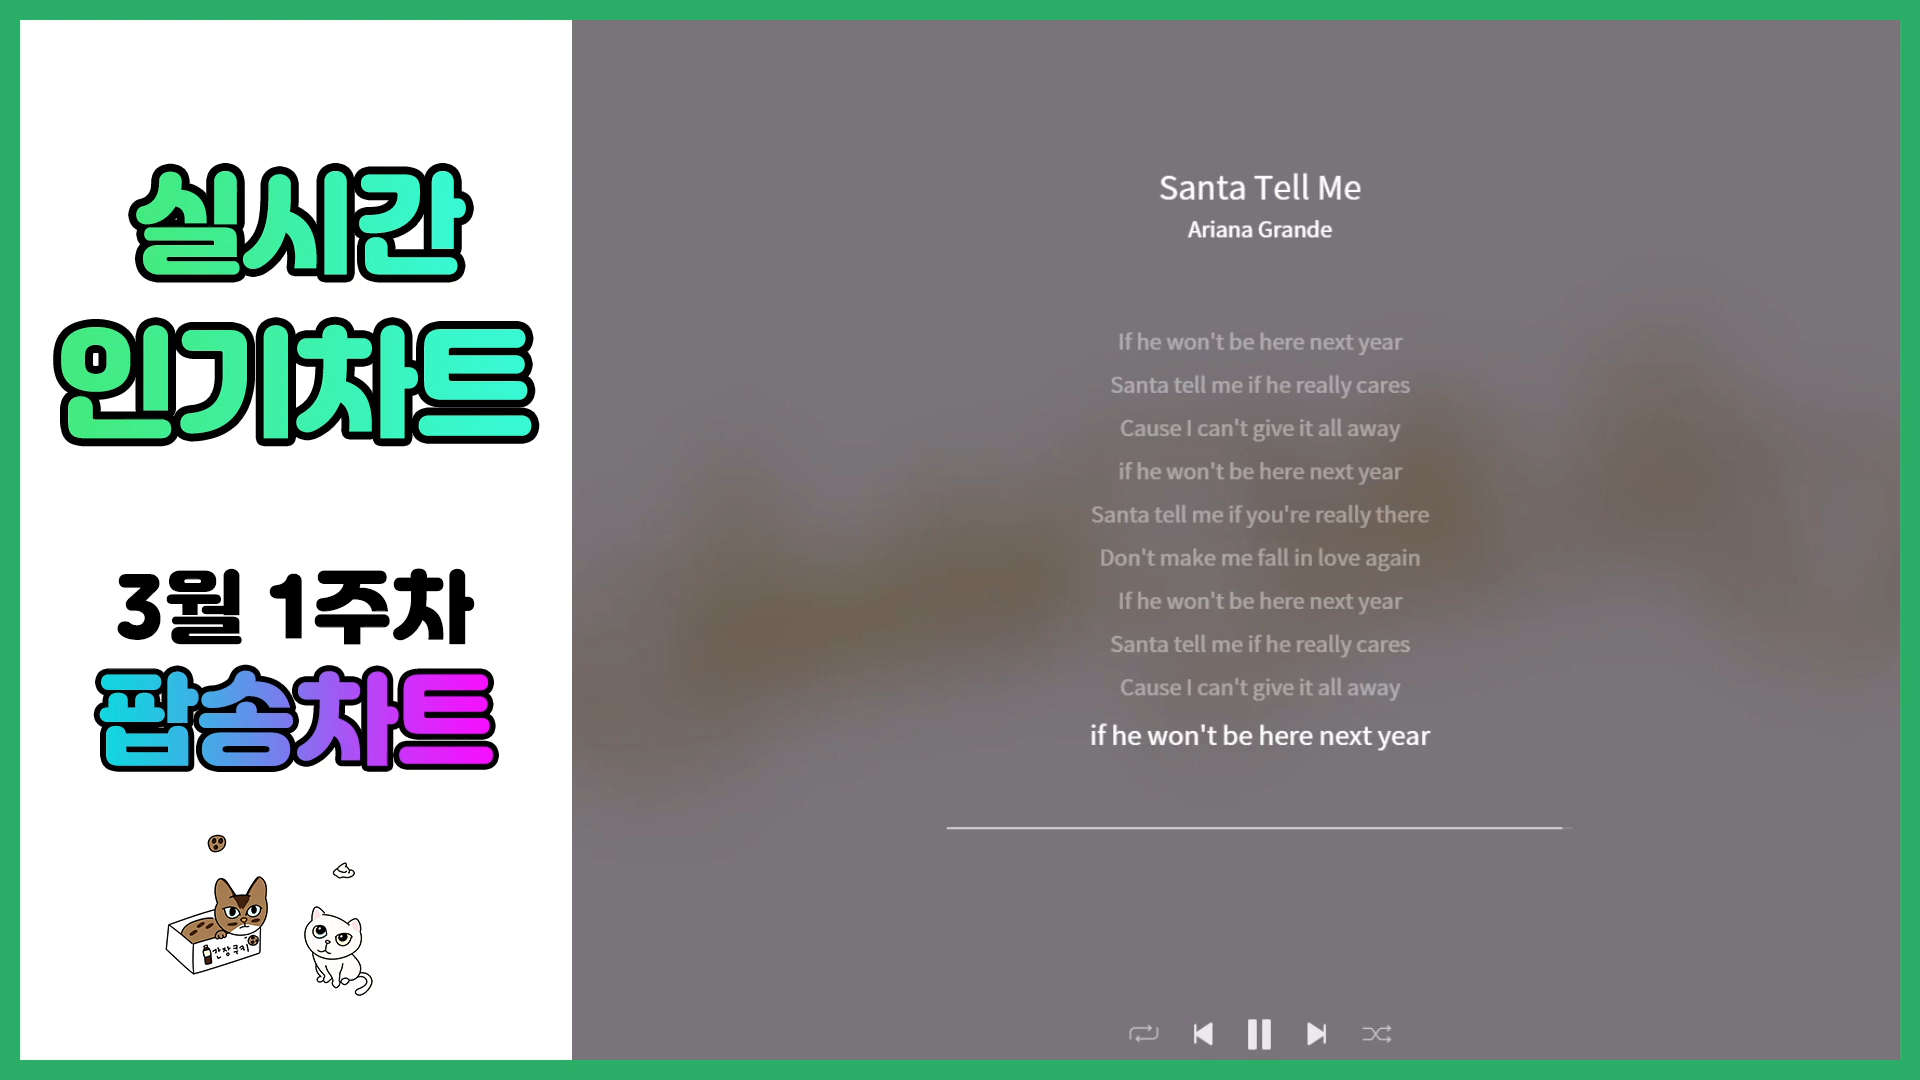 실시간
인기차트
3월 1주차
팝송차트
간장쿠키
Santa Tell Me
Ariana Grande
If he won't be here next year
Santa tell me if he really cares
Cause I can't give it all away
if he won't be here next year
Santa tell me if you're really there
Don't make me fall in love again
If he won't be here next year
Santa tell me if he really cares
Cause I can't give it all away
if he won't be here next year